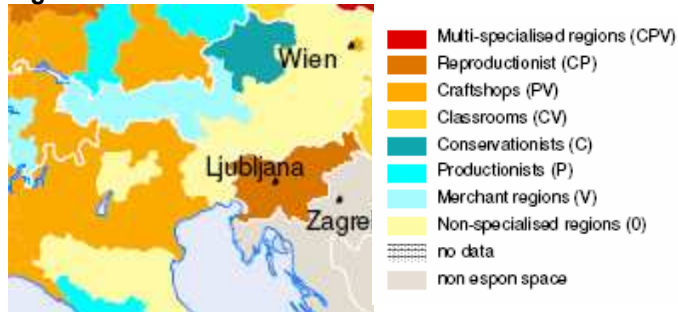 Wien
Ljubljana
Zagre
Multi-specialised regions (CPV)
Reproductionist (CP)
Craftshops (PV)
Classrooms (CV)
Conservationists (C)
Productionists (P)
Merchant regions (V)
Non-specialised regions (0)
no data
non espon space